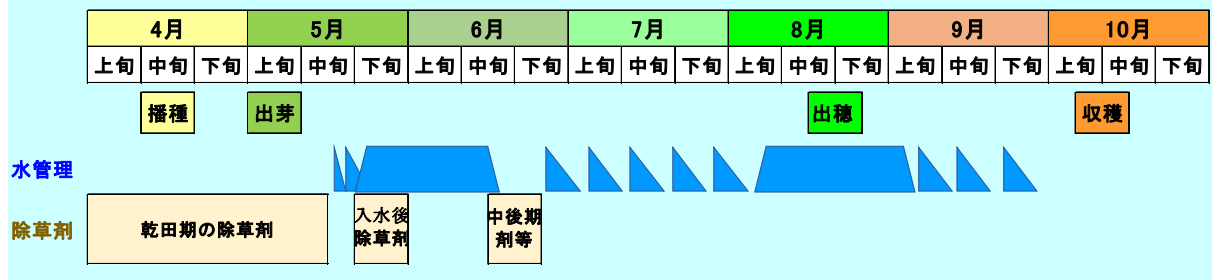 4月 5月 6月 7月 8月 9月 10月
上旬 中旬 下旬 上旬 中旬 下旬 上旬 中旬 下旬 上旬 中旬 下旬 上旬 中旬 下旬 上旬 中旬 下旬 上旬 中旬 下旬
播種 出芽 出穂 収穫
水管理
除草剤
乾田期の除草剤
入水後
除草剤
中後期
剤等